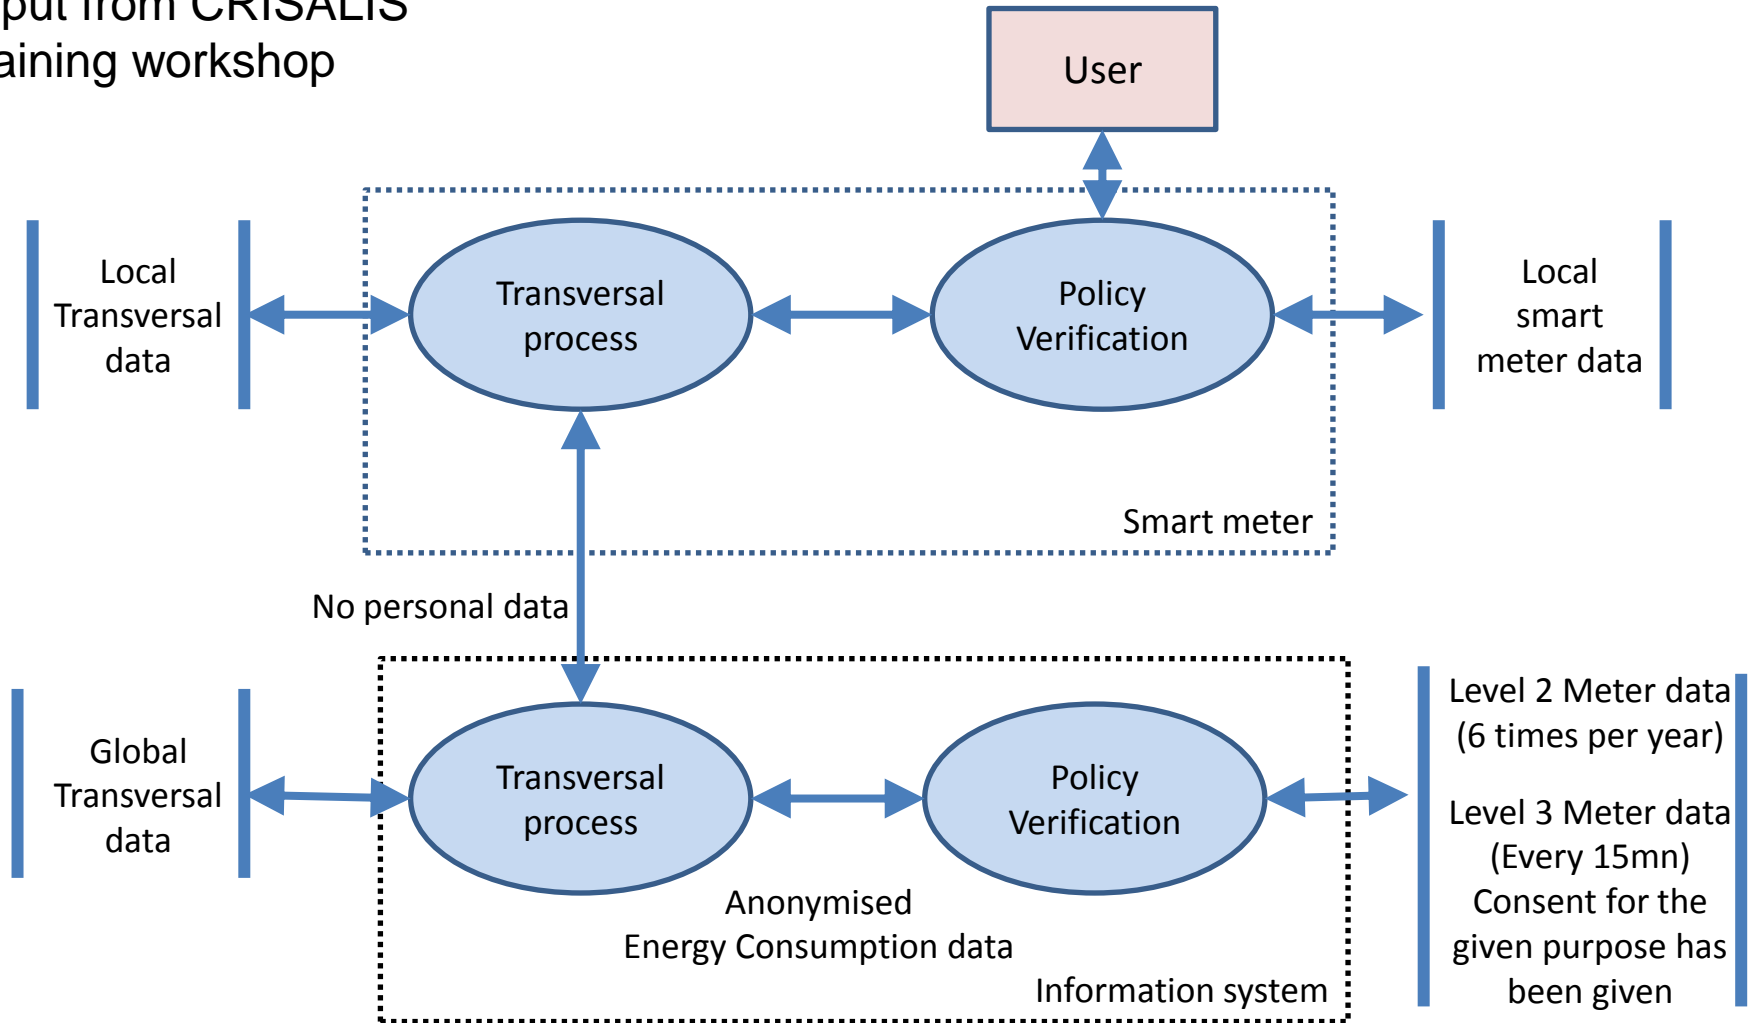 from CRISALIS
workshop
User
Local
Transversal
data
Transversal
process
Policy
Verification
Local
smart
meter data
Smart meter
No personal data
Global
Transversal
data
Transversal
process
Policy
Verification
Level 2 Meter data
(6 times per year)
Level 3 Meter data
(Every 15mn)
Consent for the
given purpose has
been given
Anonymised
Energy Consumption data
Information system